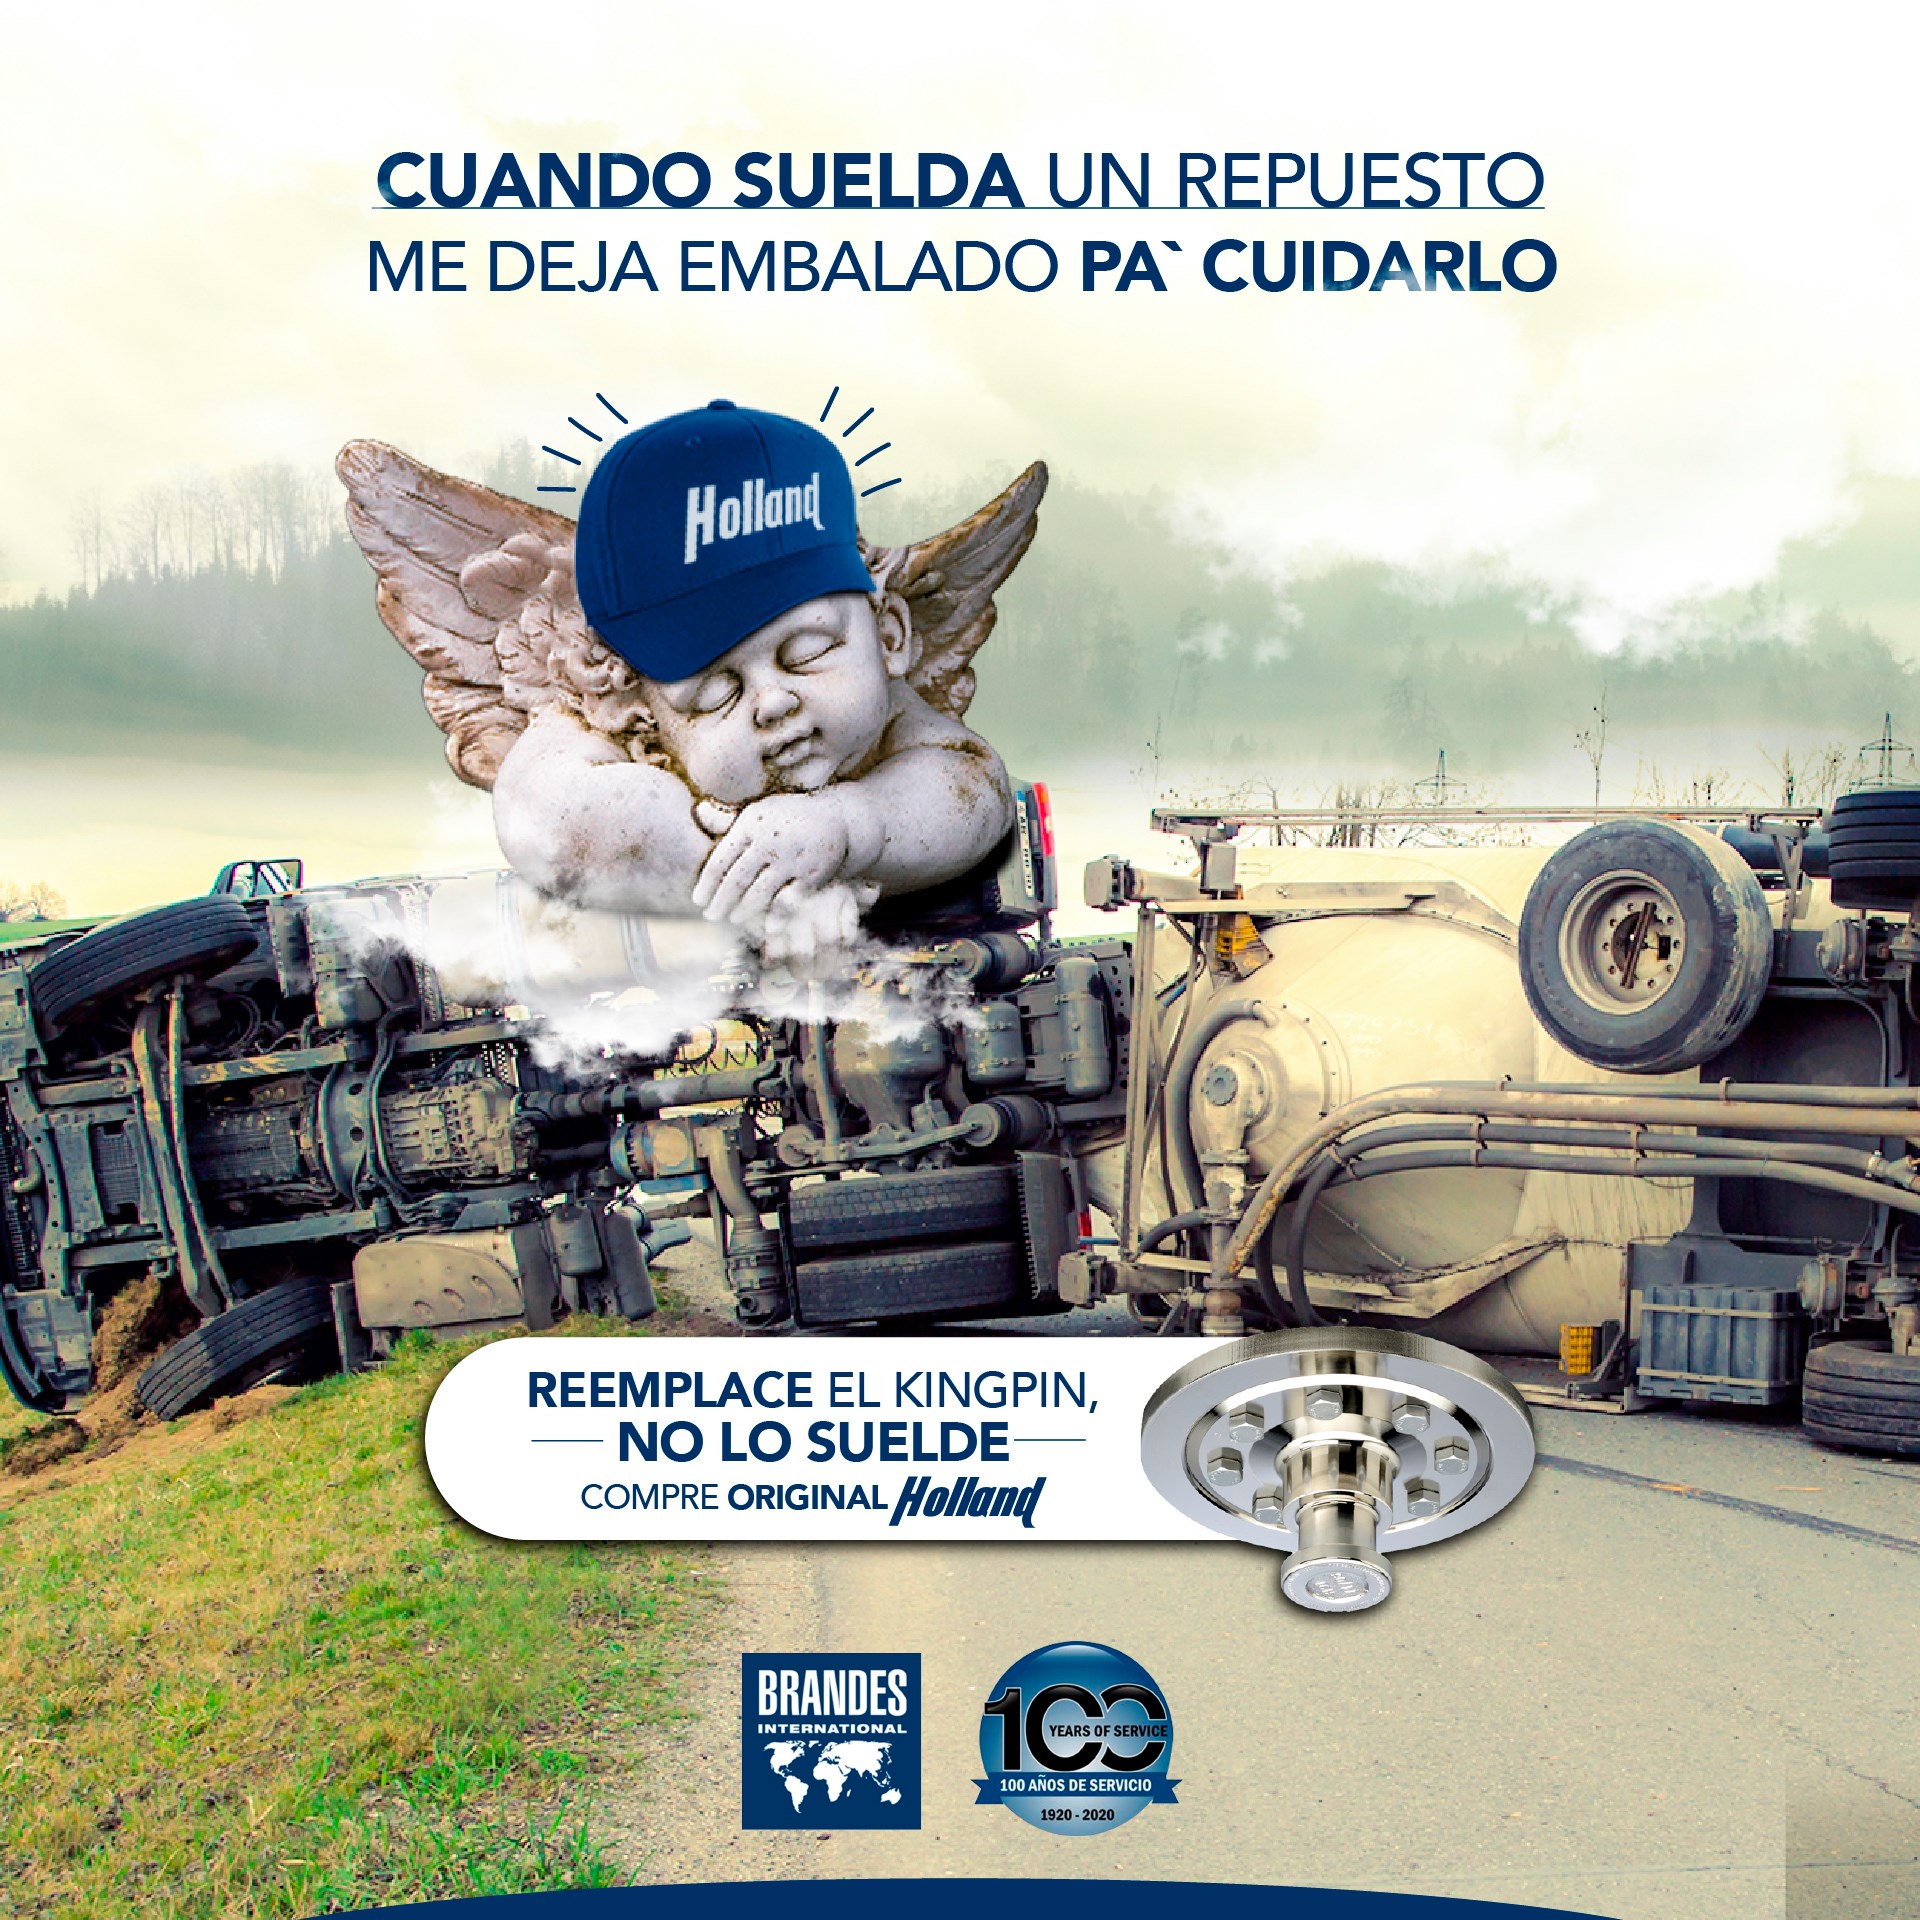 CUANDO SUELDA UN REPUESTO
ME DEJA EMBALADO PA` CUIDARLO
Holland
REEMPLACE EL KINGPIN,
NO LO SUELDE
COMPRE ORIGINAL Holland
BRANDES
INTERNATIONAL
100
YEARS OF SERVICE
100 AÑOS DE SERVICIO
1920 - 2020